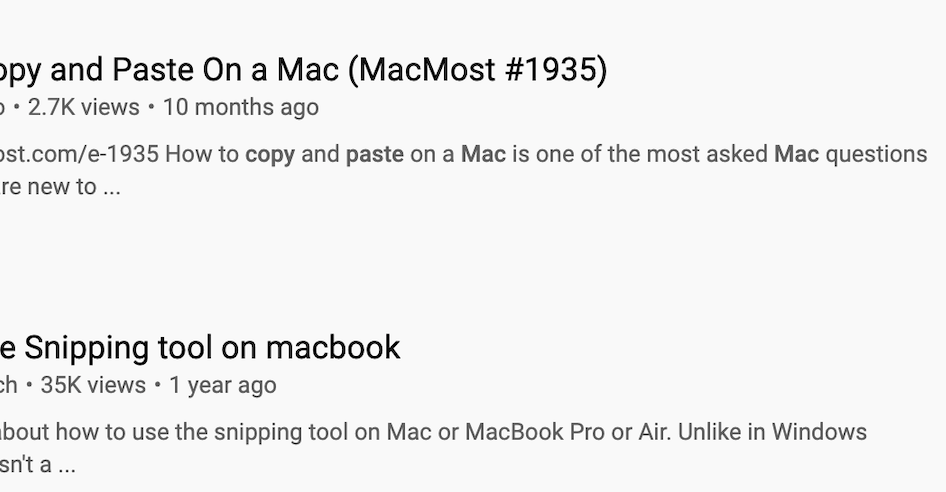 opy and Paste On a Mac (MacMost #1935)
• 2.7K views • 10 months ago
ost.com/e-1935 How to copy and paste on a Mac is one of the most asked Mac questions
re new to ...
e Snipping tool on macbook
ch • 35K views • 1 year ago
about how to use the snipping tool on Mac or MacBook Pro or Air. Unlike in Windows
sn't a ...